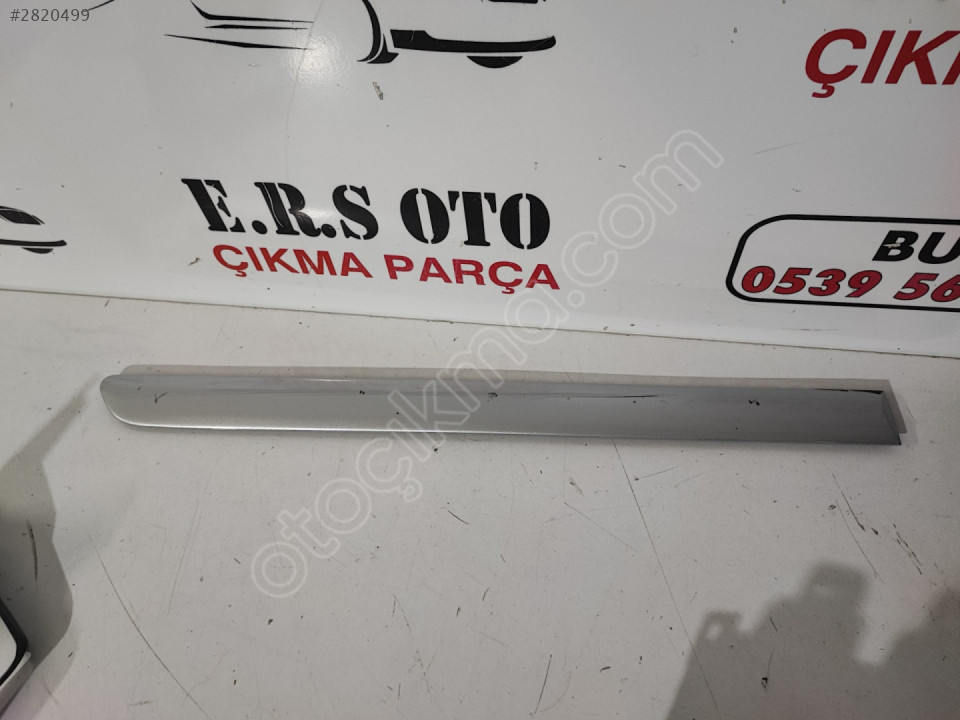 #2820499
ÇIK
E.R.S OTO
ÇIKMA PARÇA
BU
0539 56
otoçıkma.com